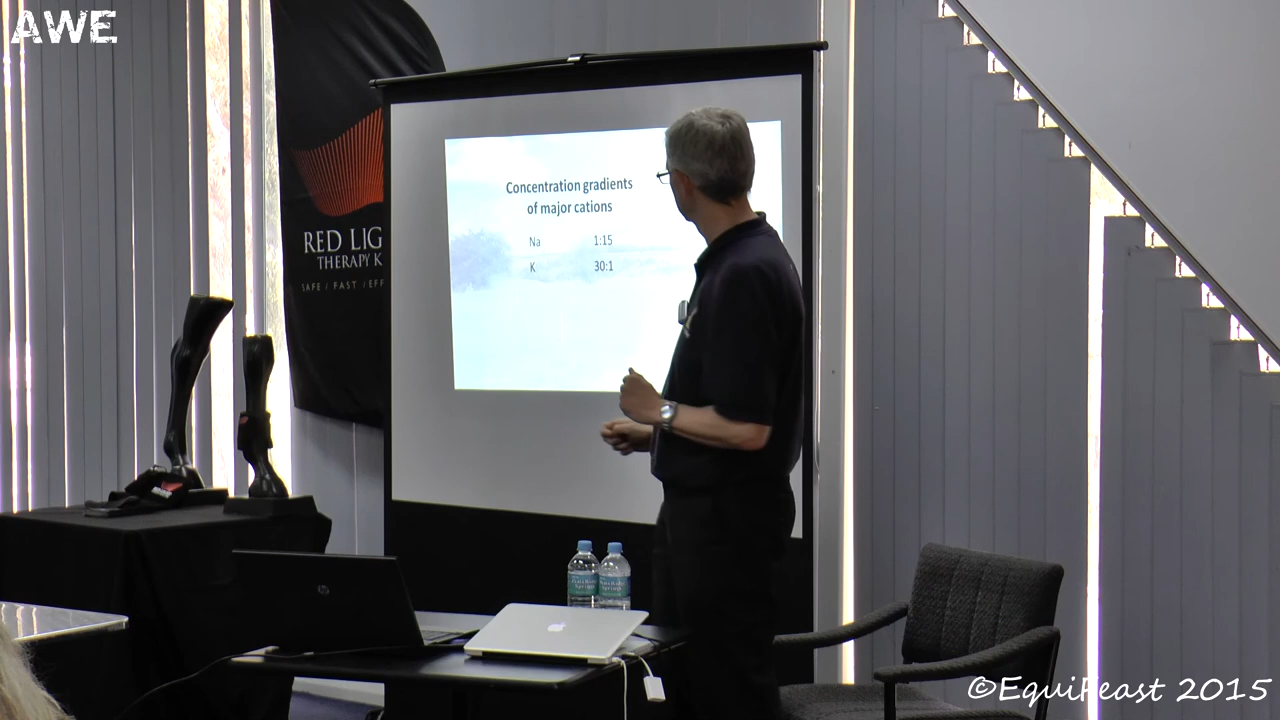 AWE
RED LIG
THERAPY K
SAFE / FAST / EFF
Concentration gradients
of major cations
Na 1:15
K 30:1
hp
©EquiFeast 2015